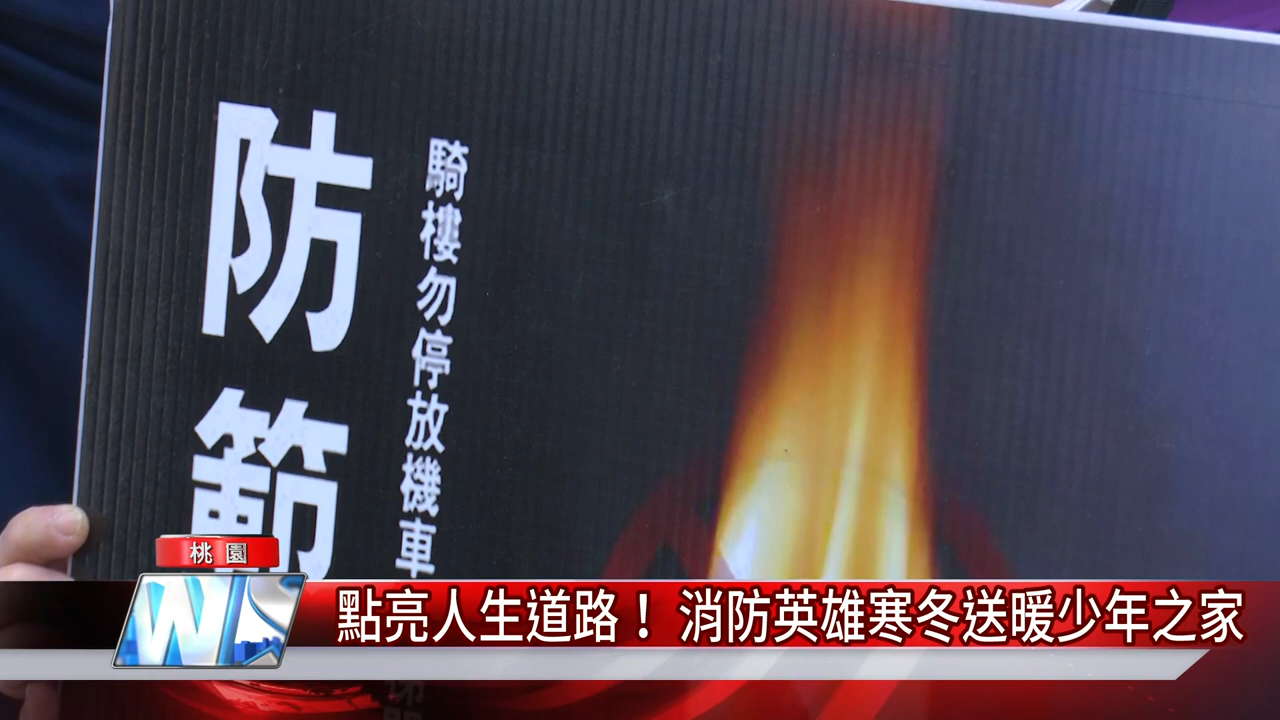 防範
騎樓勿停放機車
桃園
點亮人生道路！ 消防英雄寒冬送暖少年之家